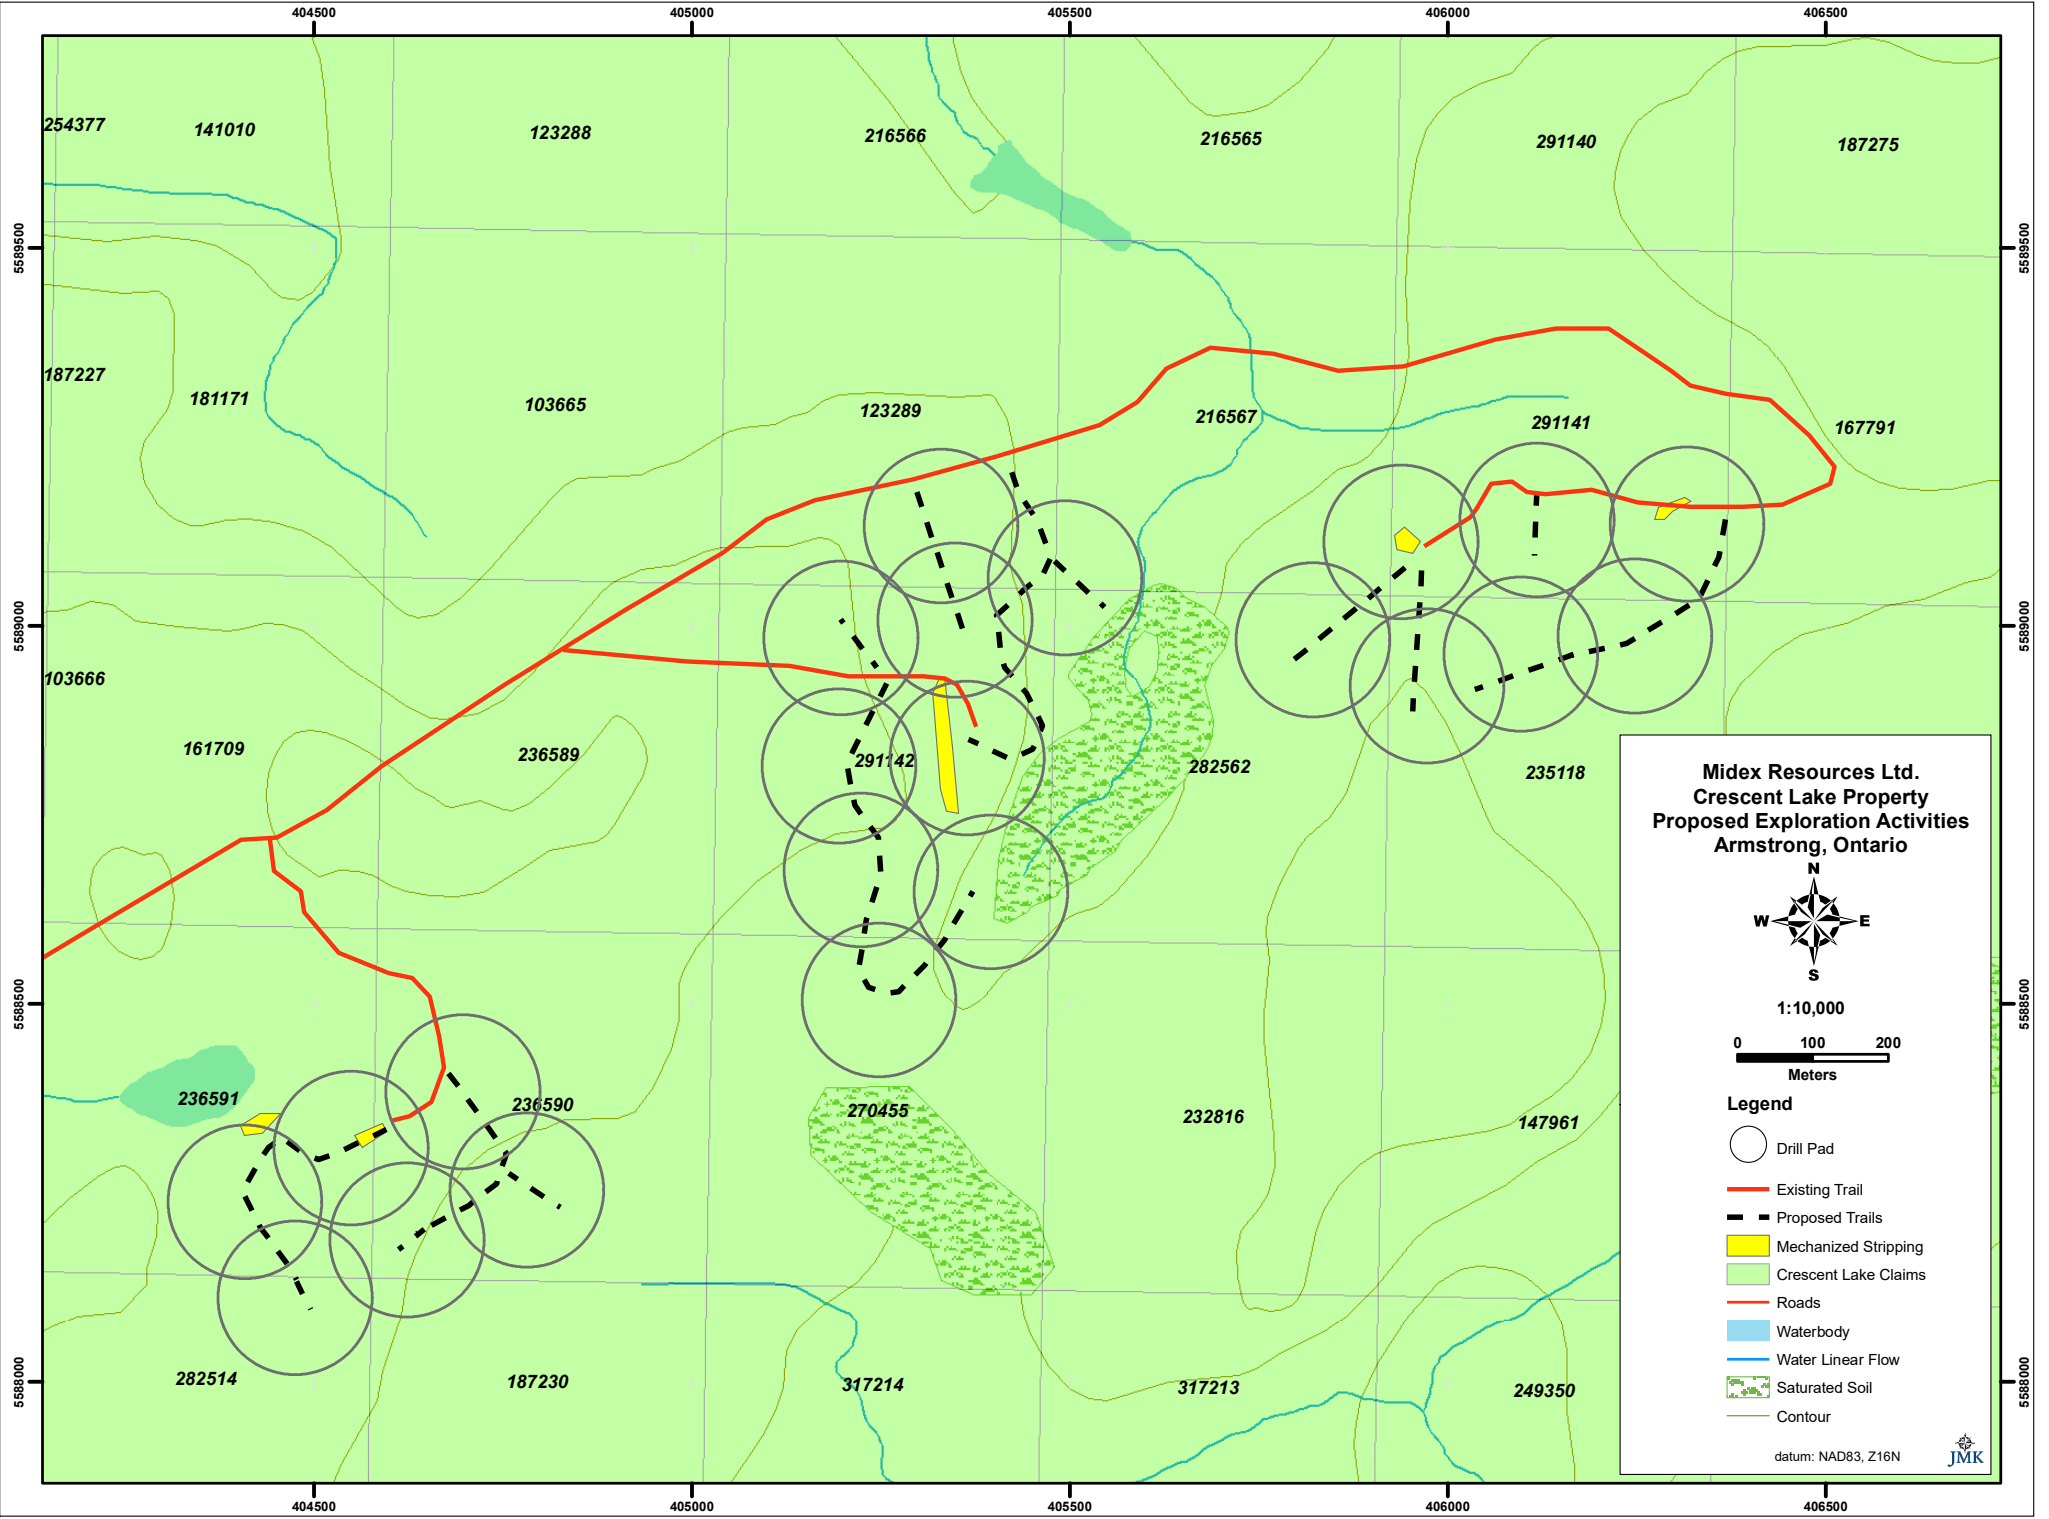 404500 405000 405500 406000 406500
254377 141010 123288 216566 216565 291140 187275
5589500 5589500
187227 181171 103665 123289 216567 291141 167791
5589000 5589000
103666 161709 236589 291142 282562 235118
Midex Resources Ltd.
Crescent Lake Property
Proposed Exploration Activities
Armstrong, Ontario
N
W E
S
1:10,000
0 100 200
Meters
Legend
Drill Pad
Existing Trail
Proposed Trails
Mechanized Stripping
Crescent Lake Claims
Roads
Waterbody
Water Linear Flow
Saturated Soil
Contour
datum: NAD83, Z16N
JMK
5588500 5588500
236591 236590 270455 232816 147961
282514 187230 317214 317213 249350
5588000 5588000
404500 405000 405500 406000 406500